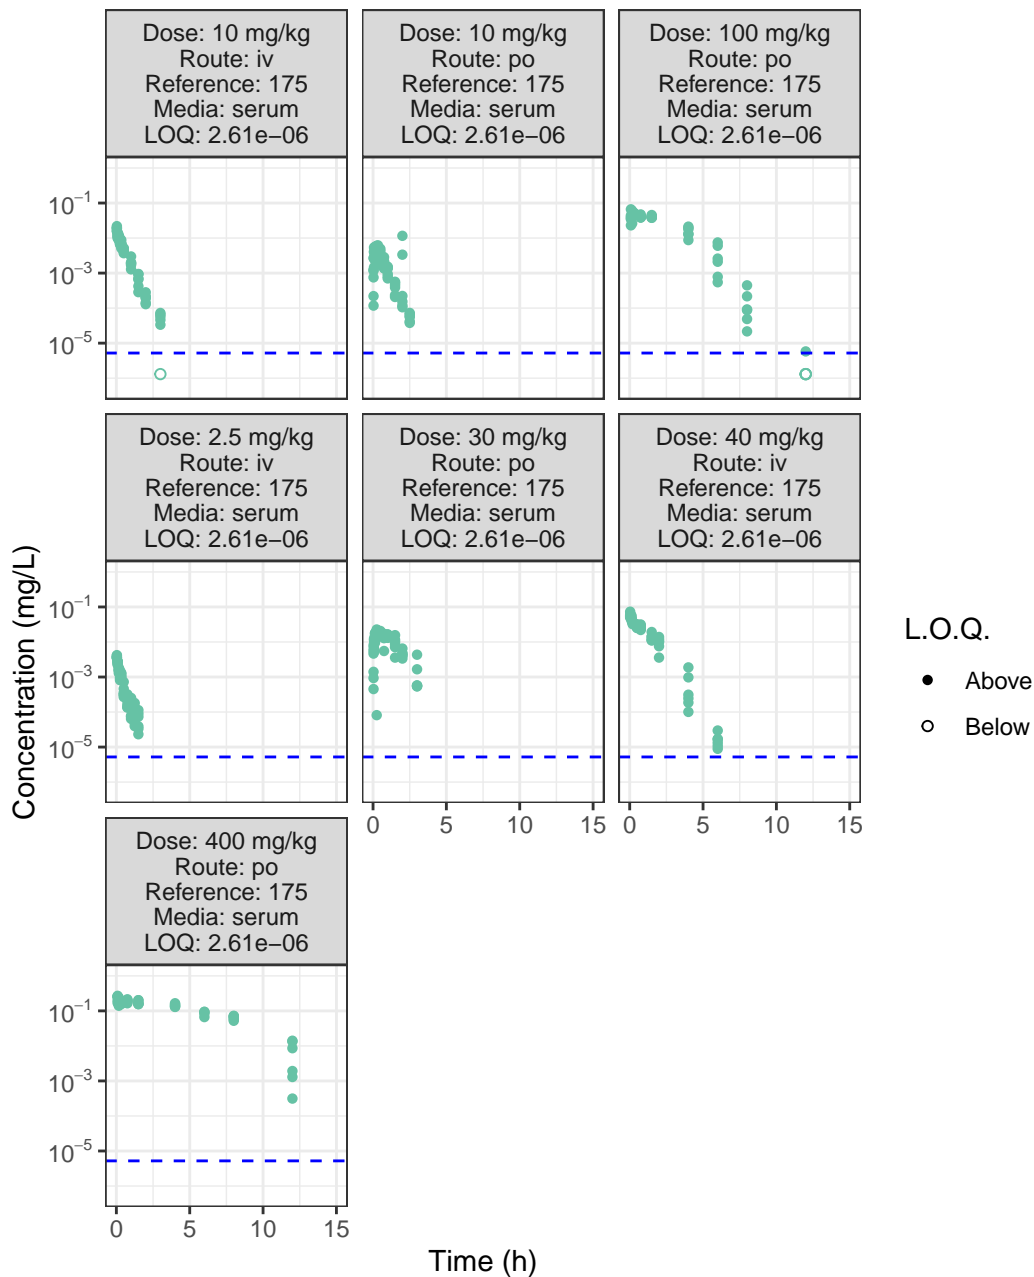 Dose: 10 mg/kg
Route: iv
Reference: 175
Media: serum
LOQ: 2.61e−06
Dose: 10 mg/kg
Route: po
Reference: 175
Media: serum
LOQ: 2.61e−06
Dose: 100 mg/kg
Route: po
Reference: 175
Media: serum
LOQ: 2.61e−06
10⁻¹
10⁻³
10⁻⁵
Dose: 2.5 mg/kg
Route: iv
Reference: 175
Media: serum
LOQ: 2.61e−06
Dose: 30 mg/kg
Route: po
Reference: 175
Media: serum
LOQ: 2.61e−06
Dose: 40 mg/kg
Route: iv
Reference: 175
Media: serum
LOQ: 2.61e−06
10⁻¹
10⁻³
10⁻⁵
0 5 10 15
0 5 10 15
Dose: 400 mg/kg
Route: po
Reference: 175
Media: serum
LOQ: 2.61e−06
10⁻¹
10⁻³
10⁻⁵
0 5 10 15
Time (h)
Concentration (mg/L)
L.O.Q.
Above
Below